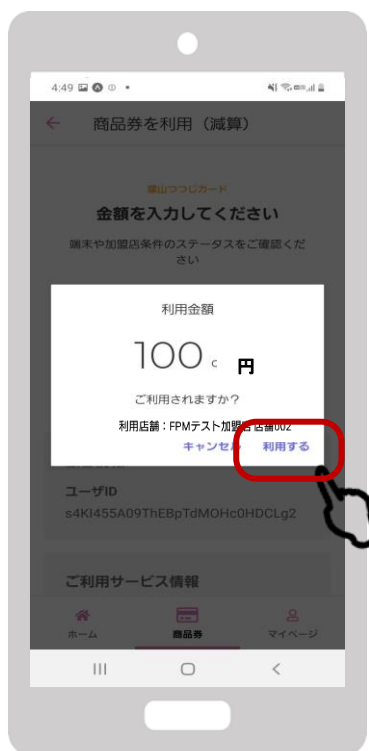 4:49
← 商品券を利用（減算）
葉山つつじカード
金額を入力してください
端末や加盟店条件のステータスをご確認くだ
さい
利用金額
100 c 円
ご利用されますか？
利用店舗：FPMテスト加盟店 店舗002
キャンセル 利用する
ユーザID
s4KI455A09ThEBpTdMOHc0HDCLg2
ご利用サービス情報
ホーム 商品券 マイページ